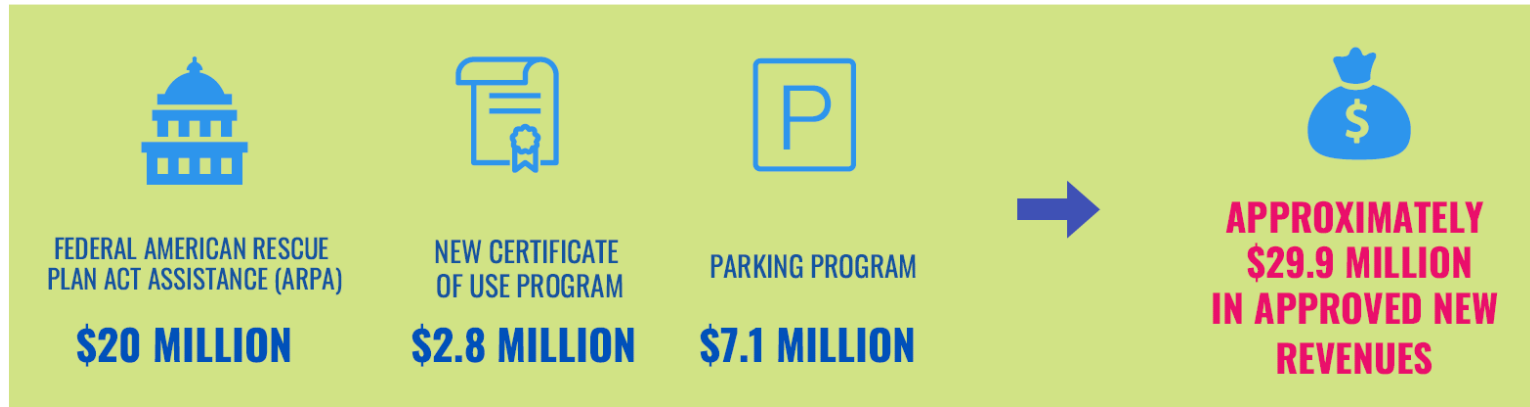 P
$
FEDERAL AMERICAN RESCUE
PLAN ACT ASSISTANCE (ARPA)
$20 MILLION
NEW CERTIFICATE
OF USE PROGRAM
$2.8 MILLION
PARKING PROGRAM
$7.1 MILLION
APPROXIMATELY
$29.9 MILLION
IN APPROVED NEW
REVENUES